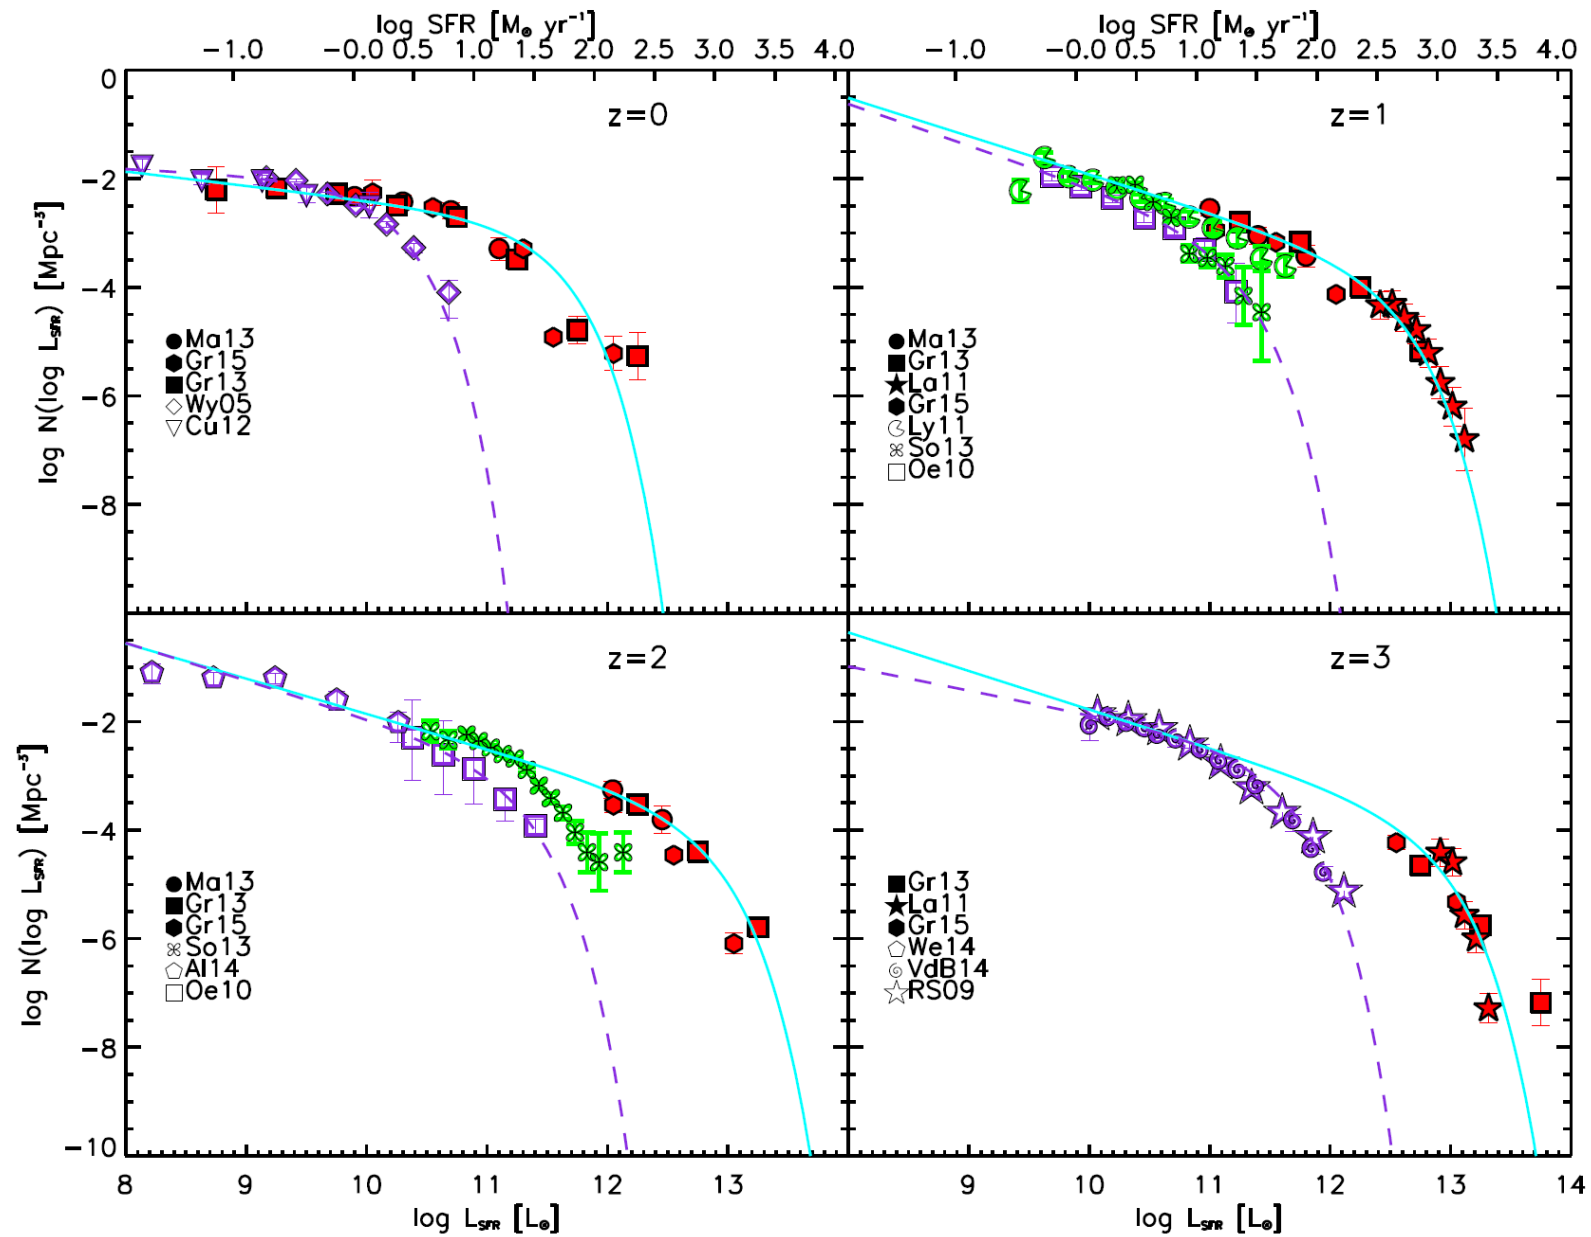 log SFR [M⊙ yr⁻¹]
log SFR [M⊙ yr⁻¹]
-1.0 -0.0 0.5 1.0 1.5 2.0 2.5 3.0 3.5 4.0
-1.0 -0.0 0.5 1.0 1.5 2.0 2.5 3.0 3.5 4.0
0
-2
-4
-6
-8
log N(log L_SFR) [Mpc⁻³]
z=0
Ma13
Gr15
Gr13
Wy05
Cu12
z=1
Ma13
Gr13
La11
Gr15
Ly11
So13
Oe10
-2
-4
-6
-8
-10
log N(log L_SFR) [Mpc⁻³]
z=2
Ma13
Gr13
Gr15
So13
Al14
Oe10
z=3
Gr13
La11
Gr15
We14
VdB14
RS09
8 9 10 11 12 13
9 10 11 12 13 14
log L_SFR [L⊙]
log L_SFR [L⊙]